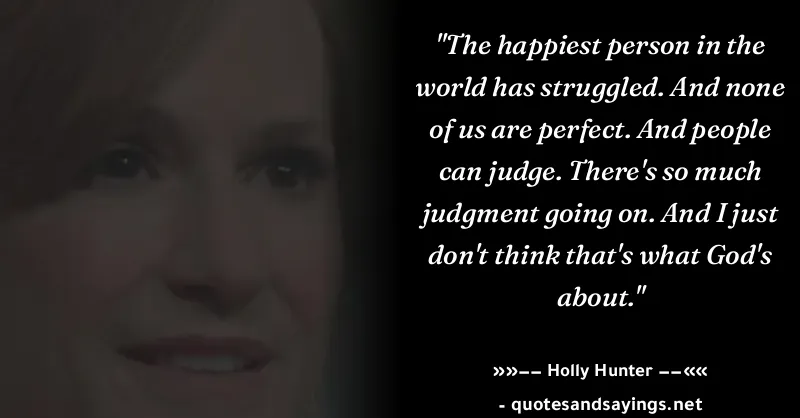 "The happiest person in the
world has struggled. And none
of us are perfect. And people
can judge. There's so much
judgment going on. And I just
don't think that's what God's
about."
»»−− Holly Hunter −−««
- quotesandsayings.net